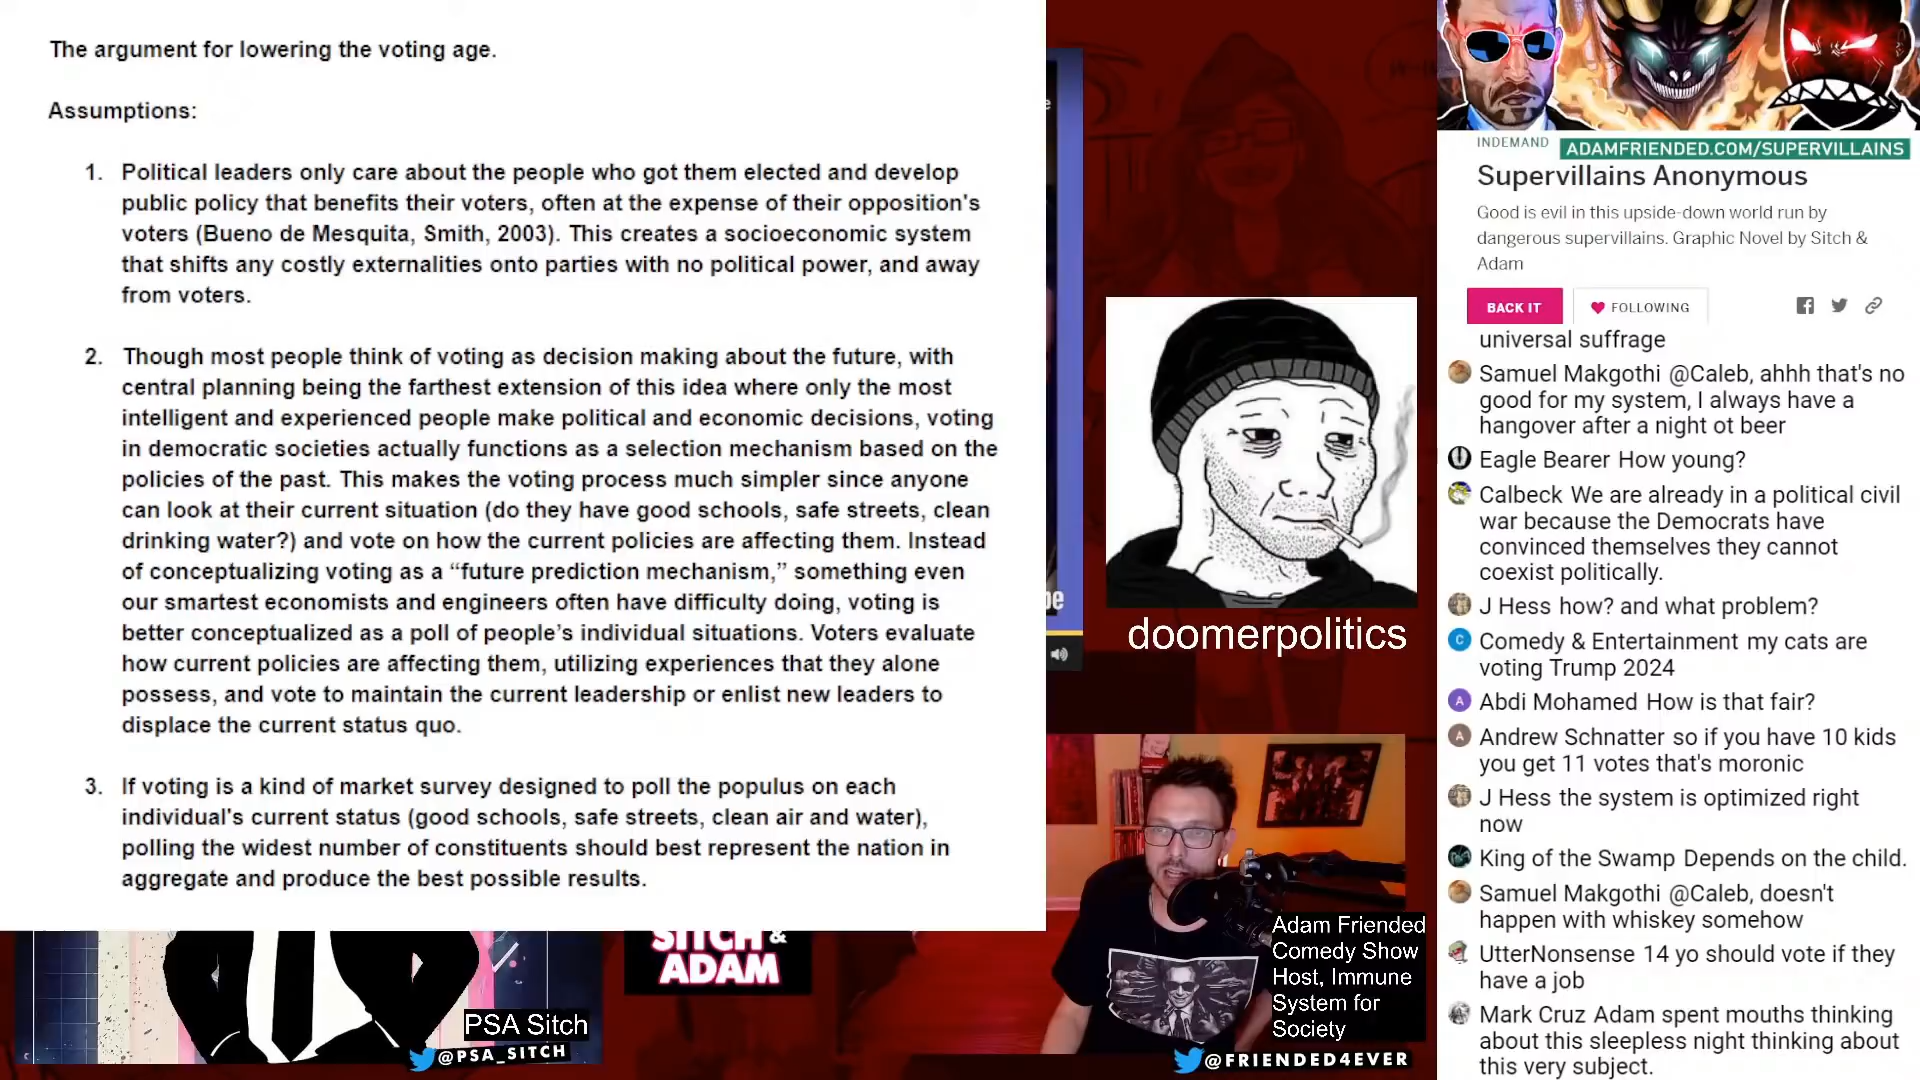 The argument for lowering the voting age.
Assumptions:
1. Political leaders only care about the people who got them elected and develop
public policy that benefits their voters, often at the expense of their opposition's
voters (Bueno de Mesquita, Smith, 2003). This creates a socioeconomic system
that shifts any costly externalities onto parties with no political power, and away
from voters.
2. Though most people think of voting as decision making about the future, with
central planning being the farthest extension of this idea where only the most
intelligent and experienced people make political and economic decisions, voting
in democratic societies actually functions as a selection mechanism based on the
policies of the past. This makes the voting process much simpler since anyone
can look at their current situation (do they have good schools, safe streets, clean
drinking water?) and vote on how the current policies are affecting them. Instead
of conceptualizing voting as a “future prediction mechanism,” something even
our smartest economists and engineers often have difficulty doing, voting is
better conceptualized as a poll of people’s individual situations. Voters evaluate
how current policies are affecting them, utilizing experiences that they alone
possess, and vote to maintain the current leadership or enlist new leaders to
displace the current status quo.
3. If voting is a kind of market survey designed to poll the populus on each
individual's current status (good schools, safe streets, clean air and water),
polling the widest number of constituents should best represent the nation in
aggregate and produce the best possible results.
doomerpolitics
SITCH &
ADAM
PSA Sitch
@PSA_SITCH
Adam Friended
Comedy Show
Host, Immune
System for
Society
@FRIENDED4EVER
INDEMAND
ADAMFRIENDED.COM/SUPERVILLAINS
Supervillains Anonymous
Good is evil in this upside-down world run by
dangerous supervillains. Graphic Novel by Sitch &
Adam
BACK IT
FOLLOWING
universal suffrage
Samuel Makgothi @Caleb, ahhh that's no
good for my system, I always have a
hangover after a night ot beer
Eagle Bearer How young?
Calbeck We are already in a political civil
war because the Democrats have
convinced themselves they cannot
coexist politically.
J Hess how? and what problem?
C Comedy & Entertainment my cats are
voting Trump 2024
A Abdi Mohamed How is that fair?
A Andrew Schnatter so if you have 10 kids
you get 11 votes that's moronic
J Hess the system is optimized right
now
King of the Swamp Depends on the child.
Samuel Makgothi @Caleb, doesn't
happen with whiskey somehow
UtterNonsense 14 yo should vote if they
have a job
Mark Cruz Adam spent mouths thinking
about this sleepless night thinking about
this very subject.